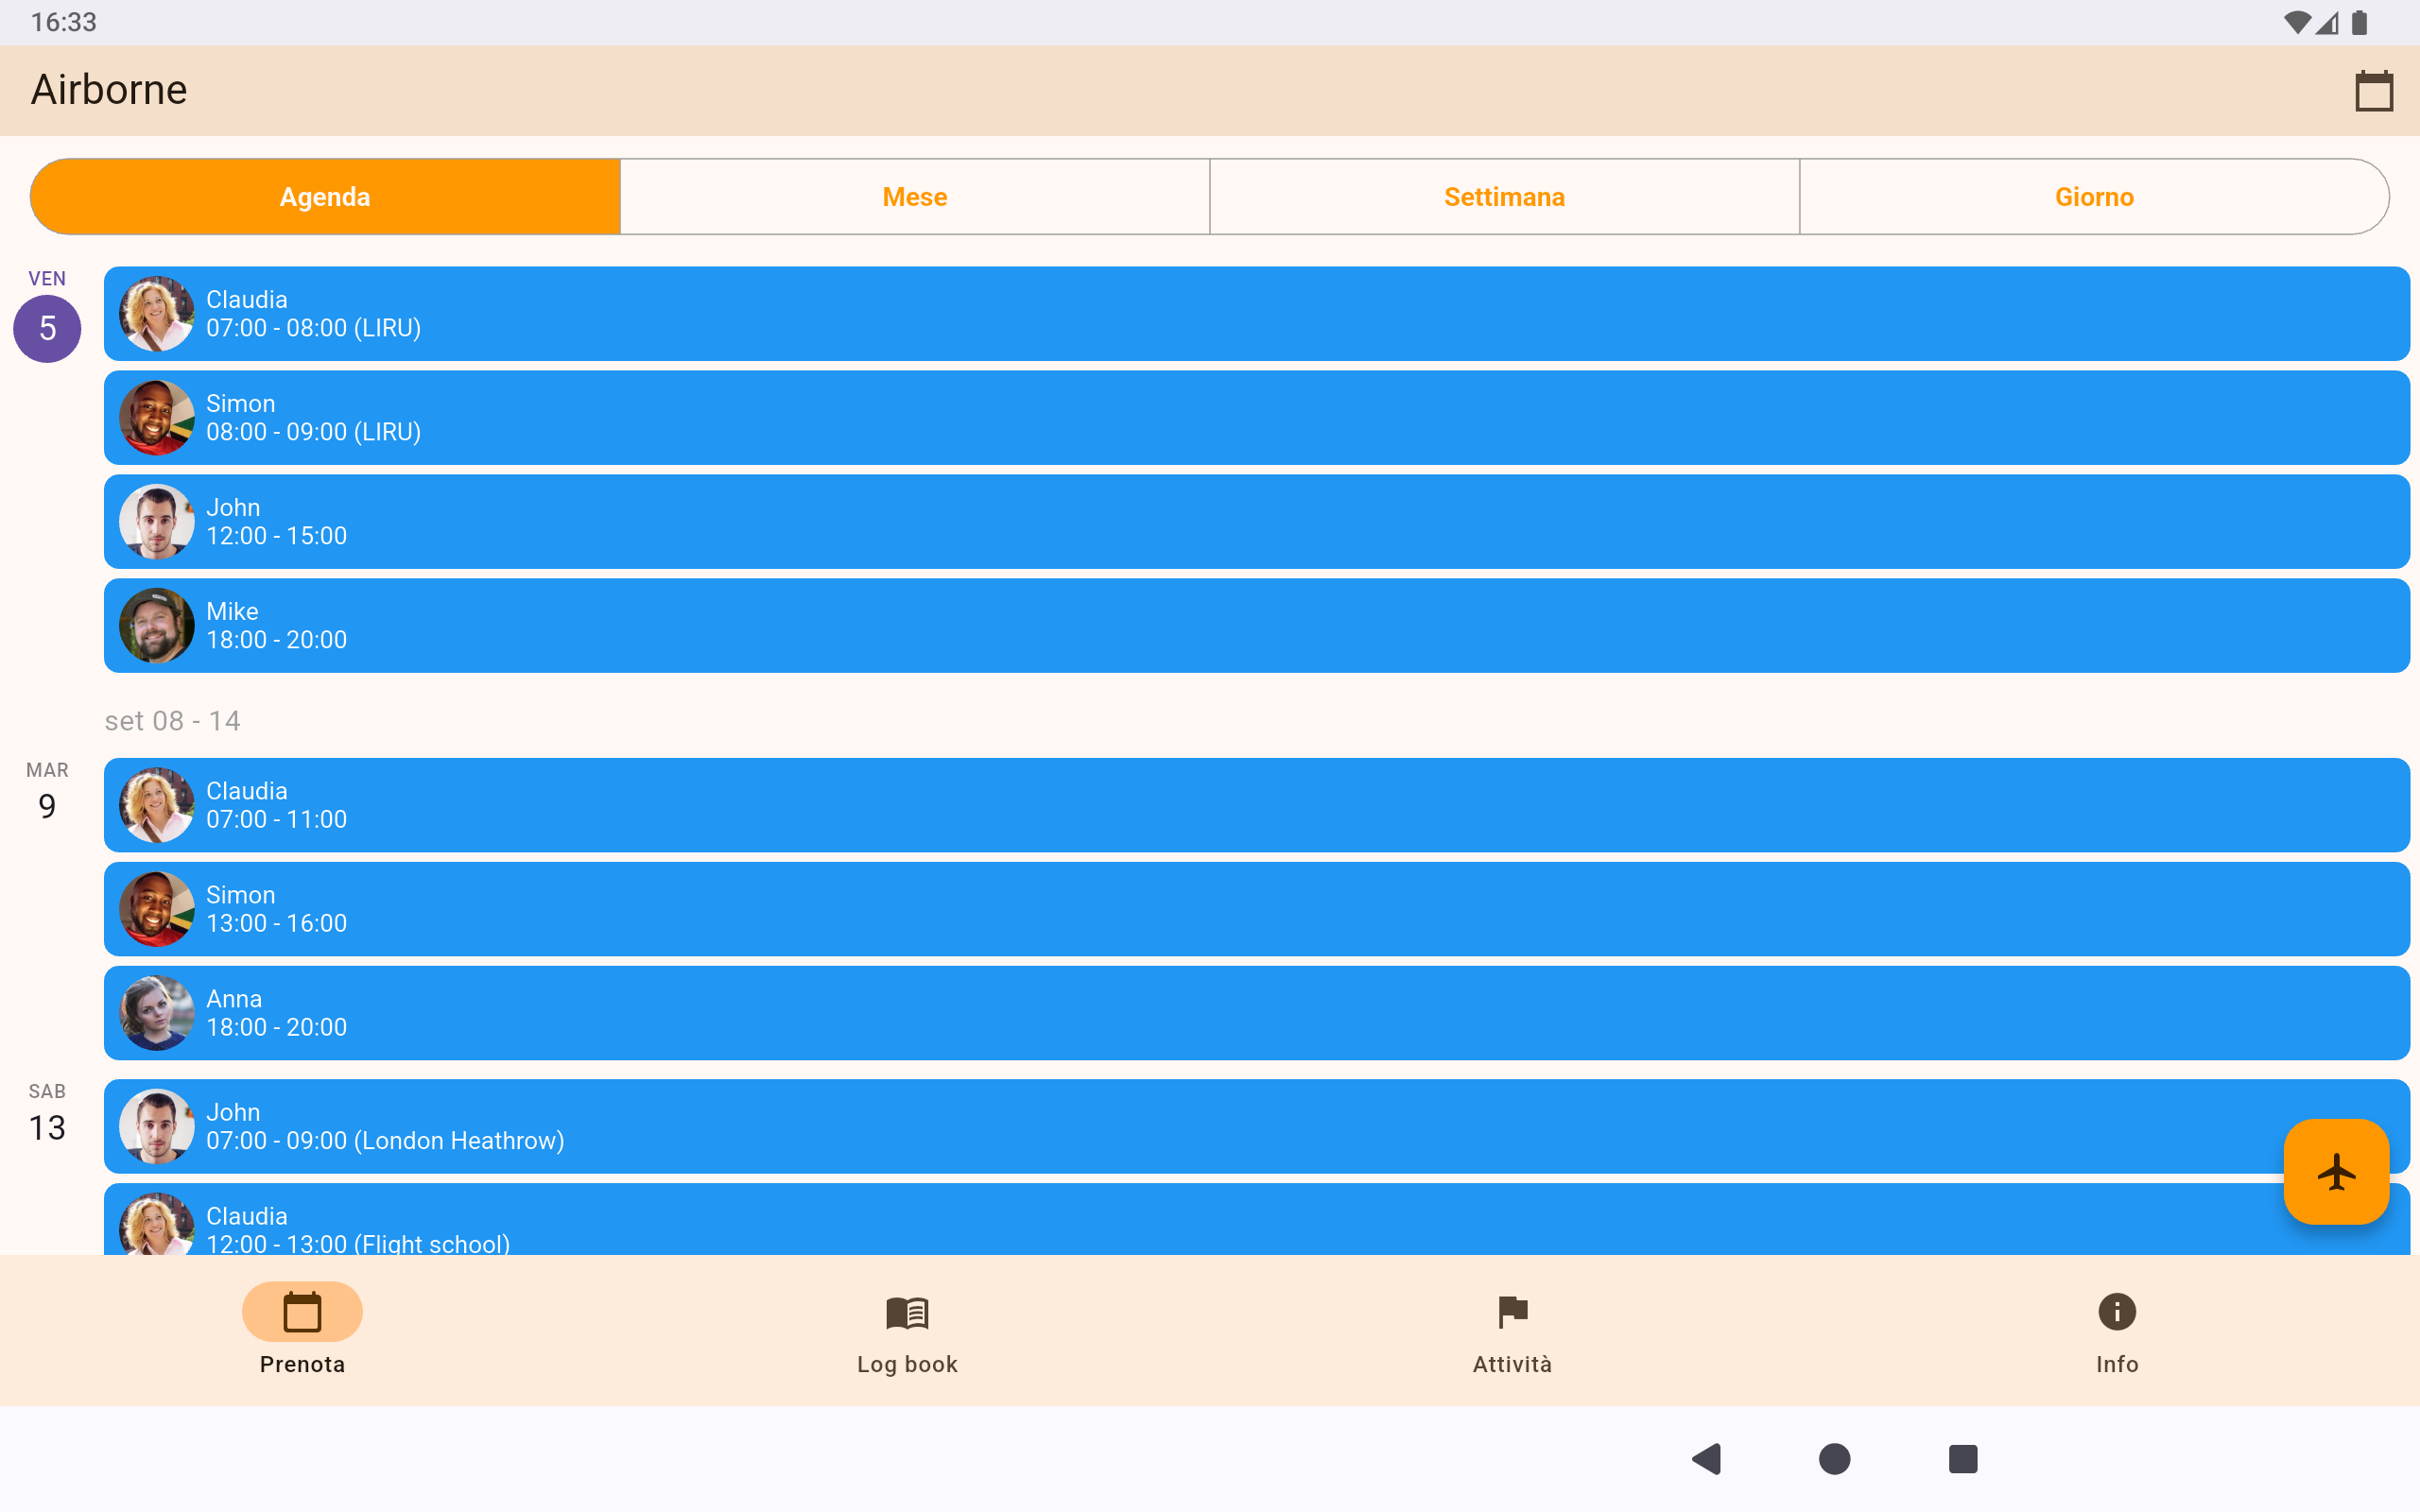 16:33
Airborne
Agenda
Mese
Settimana
Giorno
VEN
5
Claudia
07:00 - 08:00 (LIRU)
Simon
08:00 - 09:00 (LIRU)
John
12:00 - 15:00
Mike
18:00 - 20:00
set 08 - 14
MAR
9
Claudia
07:00 - 11:00
Simon
13:00 - 16:00
Anna
18:00 - 20:00
SAB
13
John
07:00 - 09:00 (London Heathrow)
Claudia
12:00 - 13:00 (Flight school)
Prenota
Log book
Attività
Info